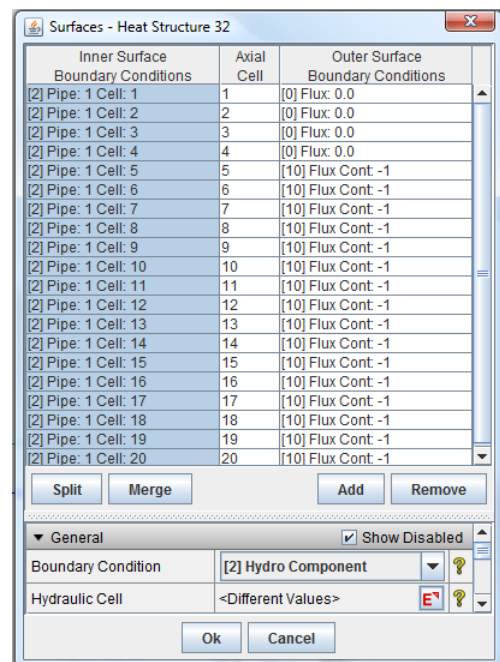 Surfaces - Heat Structure 32
Inner Surface Boundary Conditions Axial Cell Outer Surface Boundary Conditions
[2] Pipe: 1 Cell: 1 1 [0] Flux: 0.0
[2] Pipe: 1 Cell: 2 2 [0] Flux: 0.0
[2] Pipe: 1 Cell: 3 3 [0] Flux: 0.0
[2] Pipe: 1 Cell: 4 4 [0] Flux: 0.0
[2] Pipe: 1 Cell: 5 5 [10] Flux Cont: -1
[2] Pipe: 1 Cell: 6 6 [10] Flux Cont: -1
[2] Pipe: 1 Cell: 7 7 [10] Flux Cont: -1
[2] Pipe: 1 Cell: 8 8 [10] Flux Cont: -1
[2] Pipe: 1 Cell: 9 9 [10] Flux Cont: -1
[2] Pipe: 1 Cell: 10 10 [10] Flux Cont: -1
[2] Pipe: 1 Cell: 11 11 [10] Flux Cont: -1
[2] Pipe: 1 Cell: 12 12 [10] Flux Cont: -1
[2] Pipe: 1 Cell: 13 13 [10] Flux Cont: -1
[2] Pipe: 1 Cell: 14 14 [10] Flux Cont: -1
[2] Pipe: 1 Cell: 15 15 [10] Flux Cont: -1
[2] Pipe: 1 Cell: 16 16 [10] Flux Cont: -1
[2] Pipe: 1 Cell: 17 17 [10] Flux Cont: -1
[2] Pipe: 1 Cell: 18 18 [10] Flux Cont: -1
[2] Pipe: 1 Cell: 19 19 [10] Flux Cont: -1
[2] Pipe: 1 Cell: 20 20 [10] Flux Cont: -1
Split Merge Add Remove
General Show Disabled
Boundary Condition [2] Hydro Component ?
Hydraulic Cell <Different Values> E ?
Ok Cancel